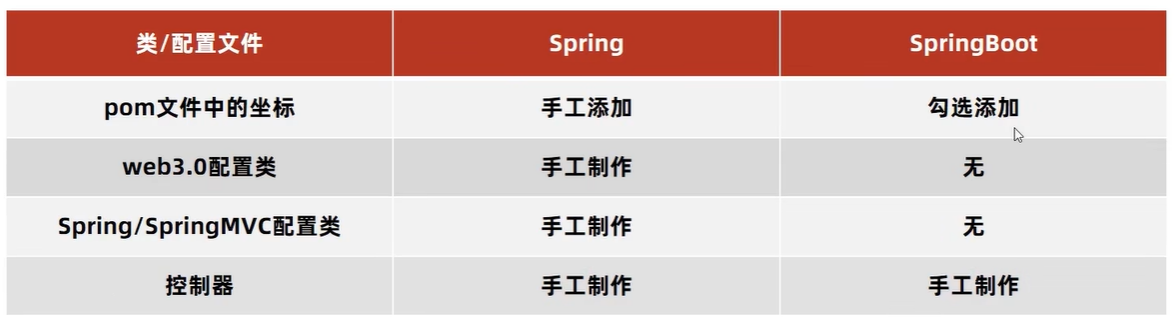 类/配置文件 Spring SpringBoot
pom文件中的坐标 手工添加 勾选添加
web3.0配置类 手工制作 无
Spring/SpringMVC配置类 手工制作 无
控制器 手工制作 手工制作